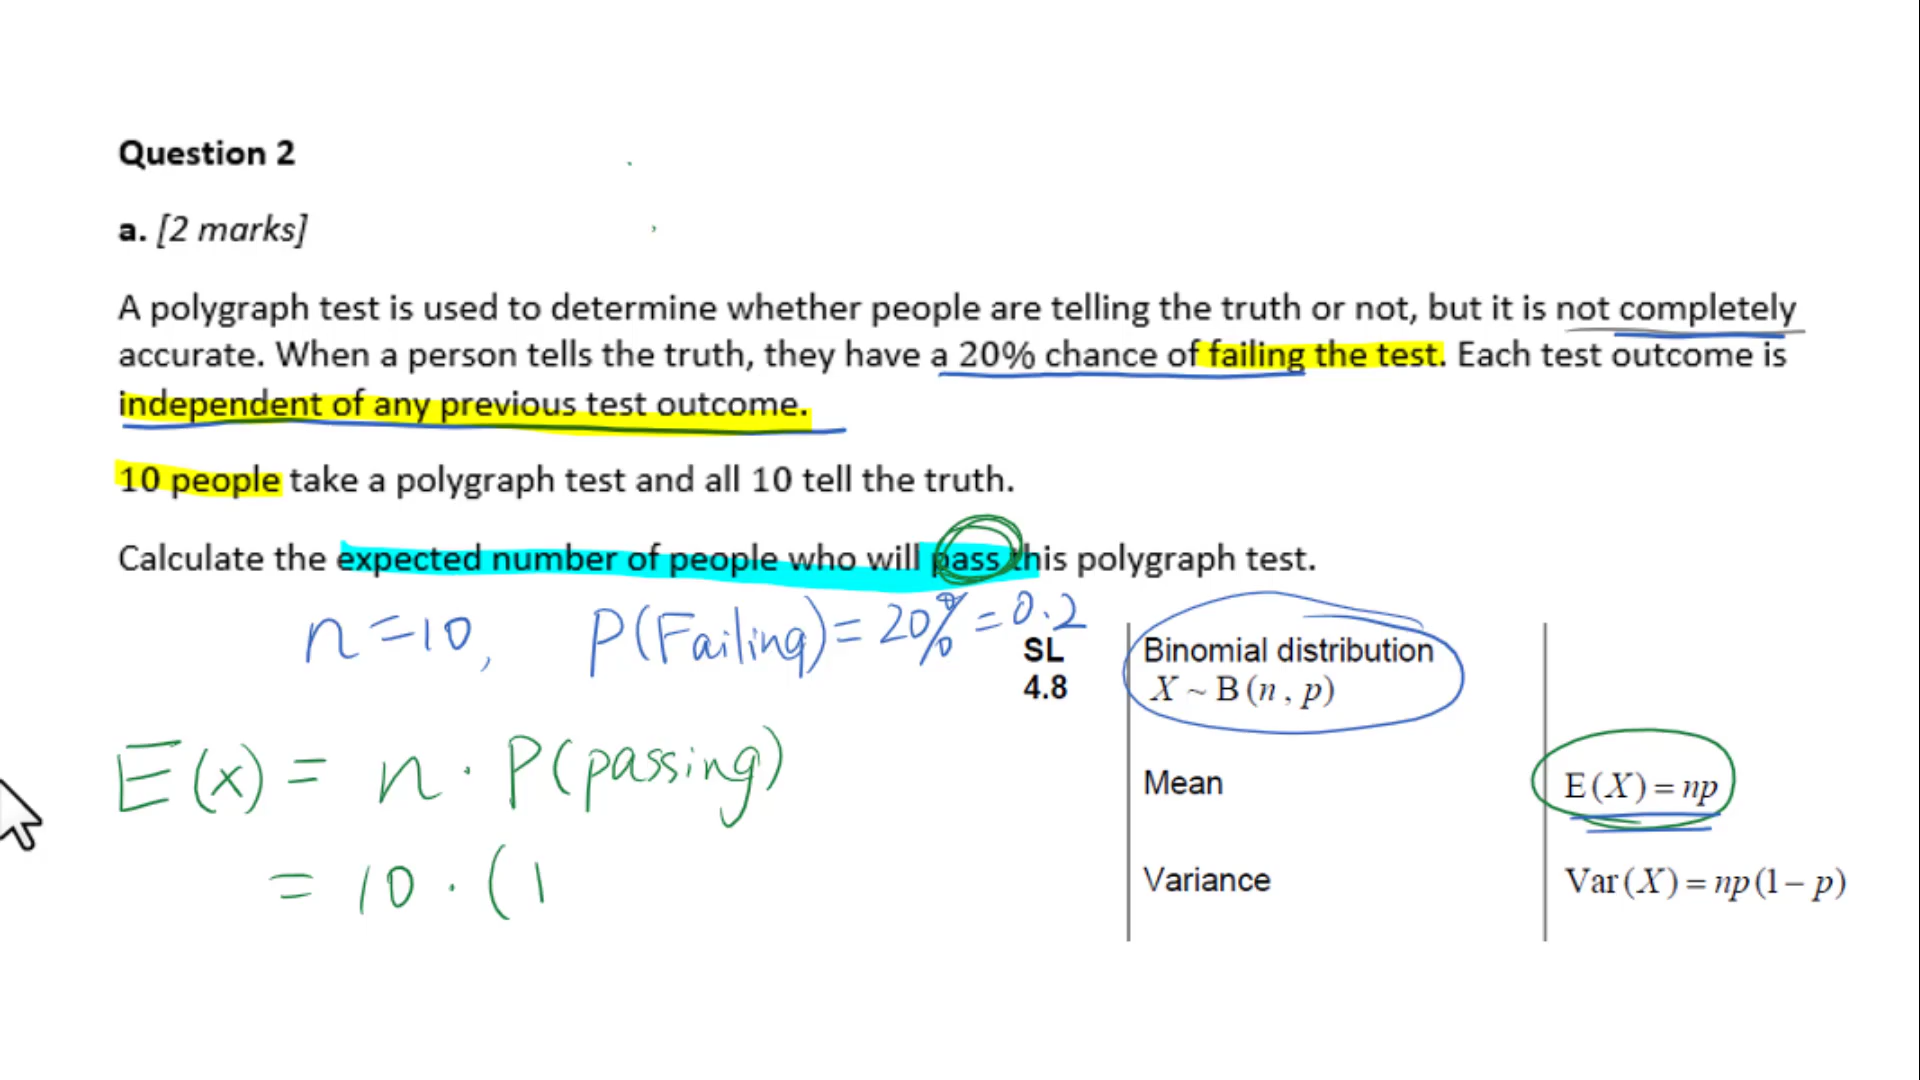 Question 2
a. [2 marks]
A polygraph test is used to determine whether people are telling the truth or not, but it is not completely
accurate. When a person tells the truth, they have a 20% chance of failing the test. Each test outcome is
independent of any previous test outcome.
10 people take a polygraph test and all 10 tell the truth.
Calculate the expected number of people who will pass this polygraph test.
n = 10, P(Failing) = 20% = 0.2
SL
4.8
Binomial distribution
X ~ B (n , p)
Mean
E (X) = np
Variance
Var (X) = np (1 − p)
E (x) = n · P(passing)
= 10 · (1